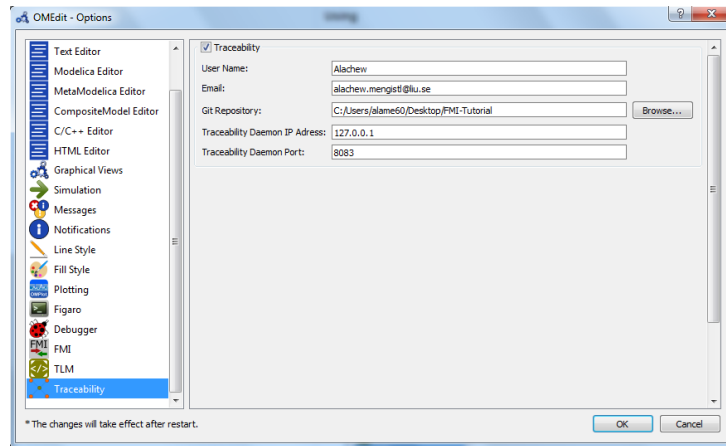 OMEdit - Options
Text Editor
Modelica Editor
MetaModelica Editor
CompositeModel Editor
C/C++ Editor
HTML Editor
Graphical Views
Simulation
Messages
Notifications
Line Style
Fill Style
Plotting
Figaro
Debugger
FMI
FMI
TLM
Traceability
Traceability
User Name:
Alachew
Email:
alachew.mengistl@liu.se
Git Repository:
C:/Users/alame60/Desktop/FMI-Tutorial
Browse...
Traceability Daemon IP Adress:
127.0.0.1
Traceability Daemon Port:
8083
* The changes will take effect after restart.
OK
Cancel